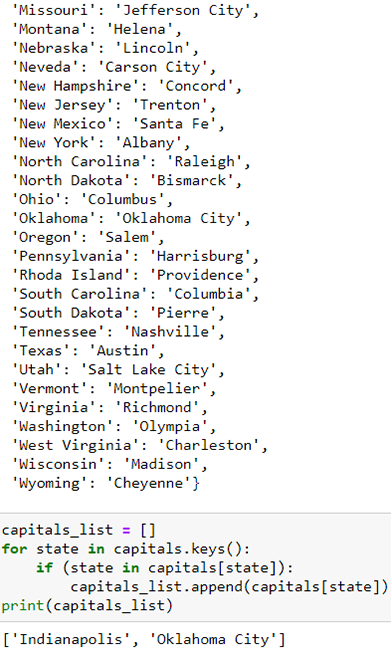 'Missouri': 'Jefferson City',
'Montana': 'Helena',
'Nebraska': 'Lincoln',
'Neveda': 'Carson City',
'New Hampshire': 'Concord',
'New Jersey': 'Trenton',
'New Mexico': 'Santa Fe',
'New York': 'Albany',
'North Carolina': 'Raleigh',
'North Dakota': 'Bismarck',
'Ohio': 'Columbus',
'Oklahoma': 'Oklahoma City',
'Oregon': 'Salem',
'Pennsylvania': 'Harrisburg',
'Rhoda Island': 'Providence',
'South Carolina': 'Columbia',
'South Dakota': 'Pierre',
'Tennessee': 'Nashville',
'Texas': 'Austin',
'Utah': 'Salt Lake City',
'Vermont': 'Montpelier',
'Virginia': 'Richmond',
'Washington': 'Olympia',
'West Virginia': 'Charleston',
'Wisconsin': 'Madison',
'Wyoming': 'Cheyenne'}
capitals_list = []
for state in capitals.keys():
    if (state in capitals[state]):
        capitals_list.append(capitals[state])
print(capitals_list)
['Indianapolis', 'Oklahoma City']